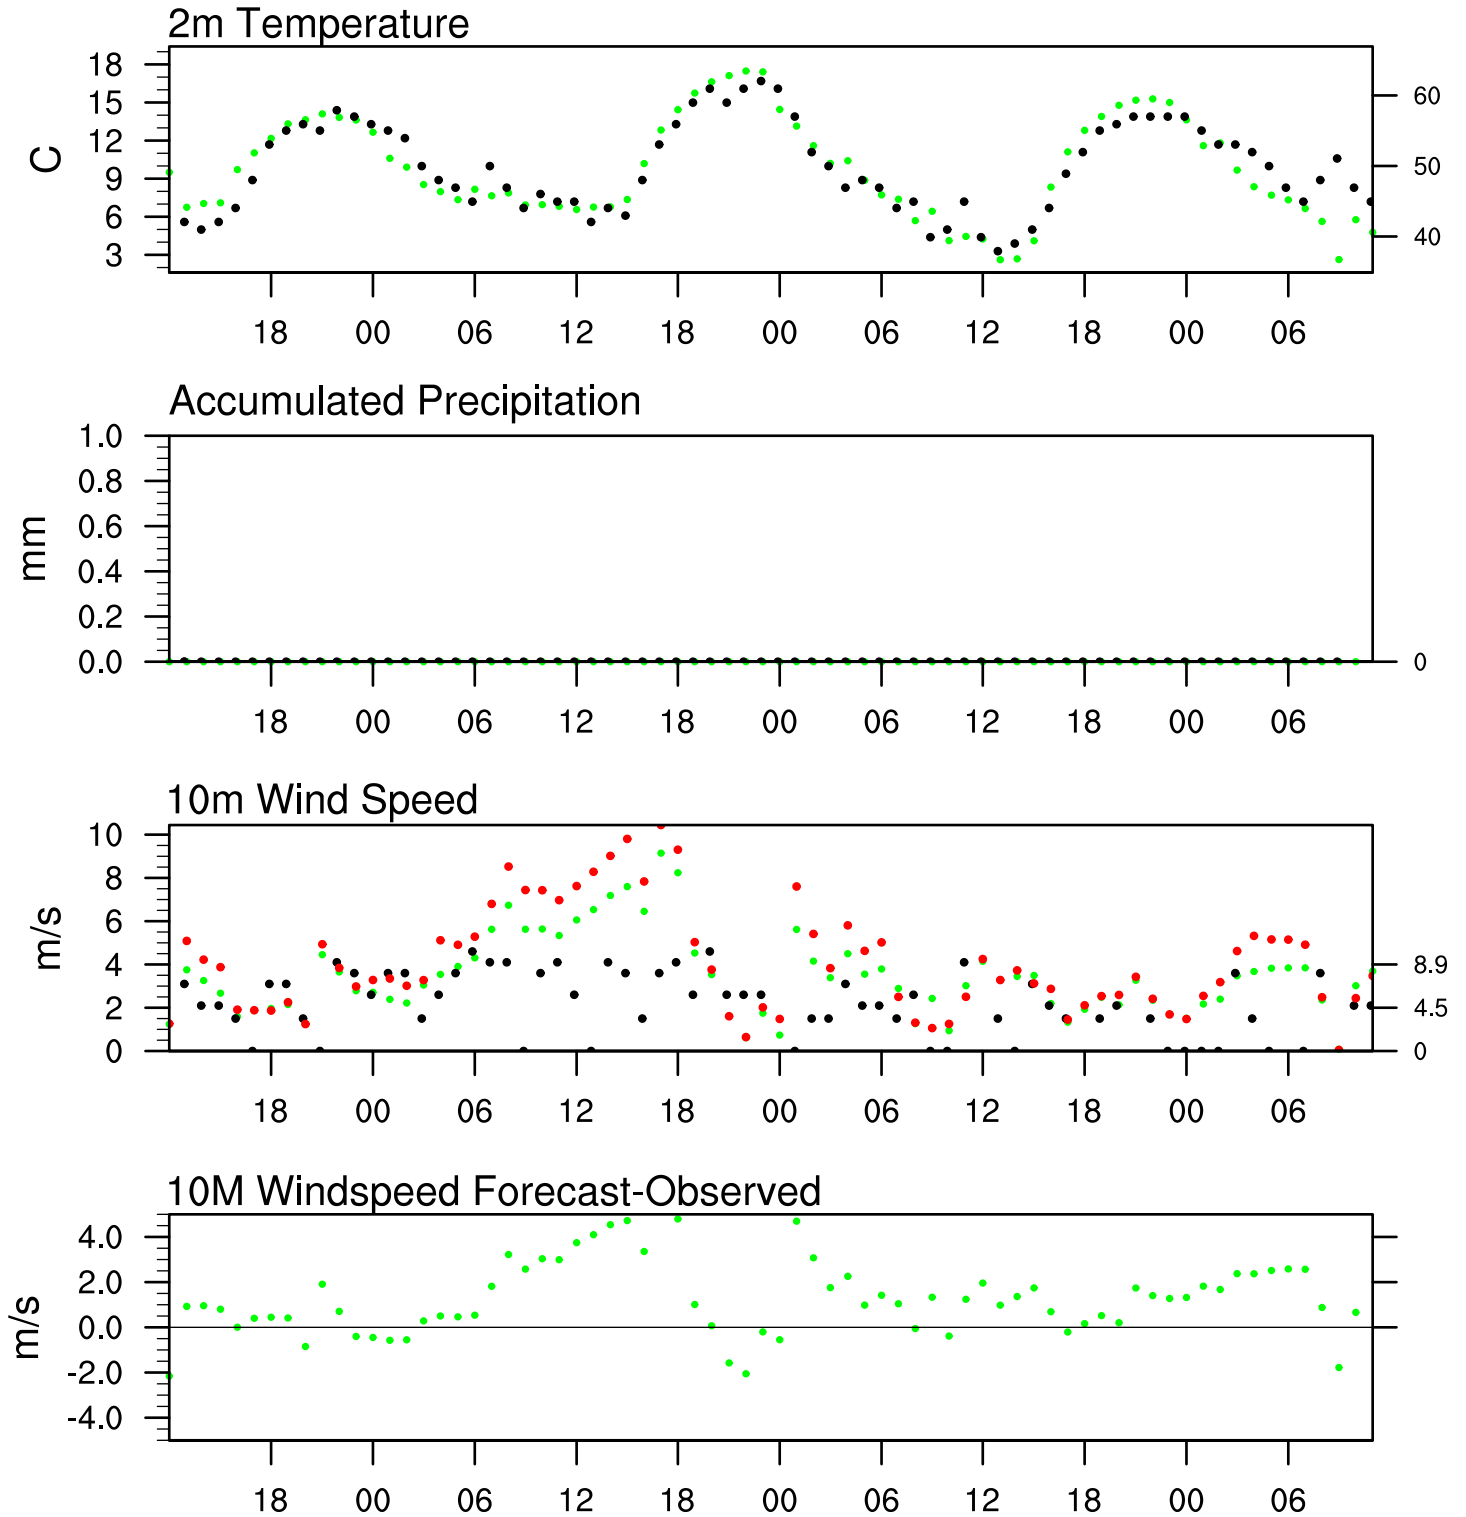 2m Temperature
18
15
12
9
6
3
C
60
50
40
18 00 06 12 18 00 06 12 18 00 06
Accumulated Precipitation
1.0
0.8
0.6
0.4
0.2
0.0
mm
0
18 00 06 12 18 00 06 12 18 00 06
10m Wind Speed
10
8
6
4
2
0
m/s
8.9
4.5
0
18 00 06 12 18 00 06 12 18 00 06
10M Windspeed Forecast-Observed
4.0
2.0
0.0
-2.0
-4.0
m/s
18 00 06 12 18 00 06 12 18 00 06